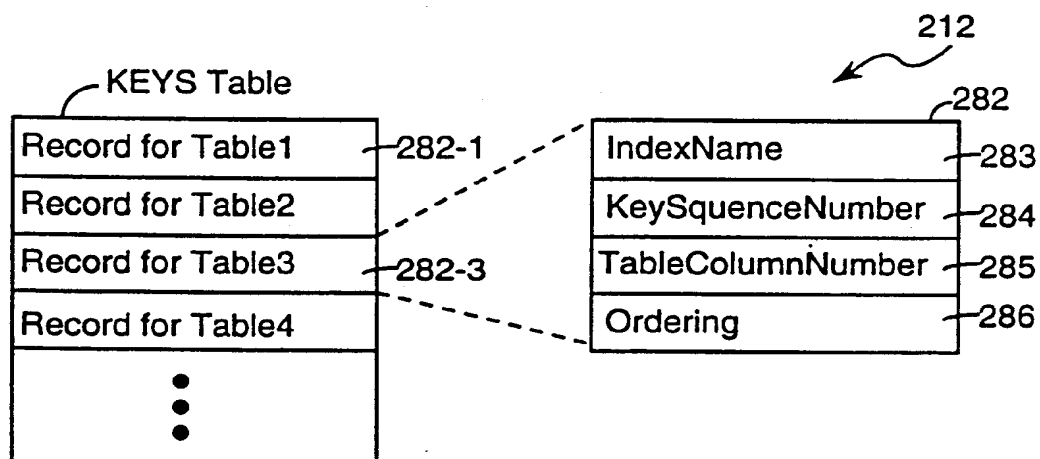 212
KEYS Table
Record for Table1
282-1
Record for Table2
Record for Table3
282-3
Record for Table4
282
IndexName
283
KeySquenceNumber
284
TableColumnNumber
285
Ordering
286